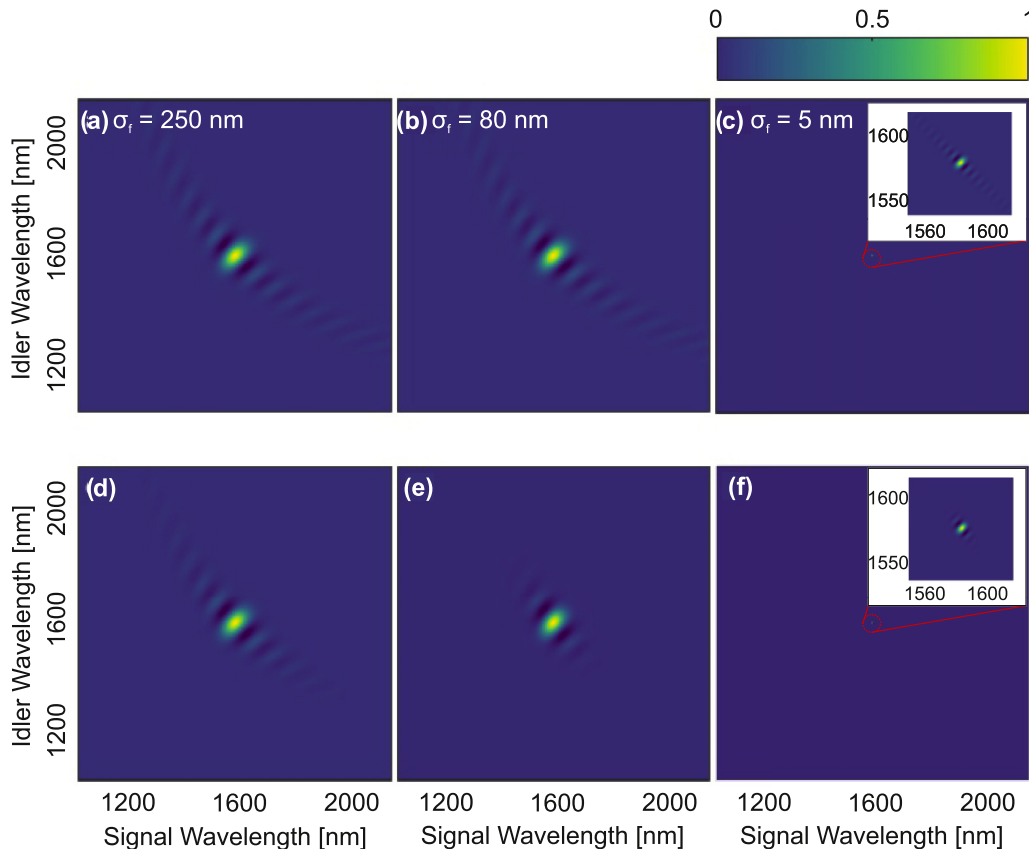 0 0.5 1
(a) σf = 250 nm (b) σf = 80 nm (c) σf = 5 nm
1600
1550
1560 1600
Idler Wavelength [nm]
2000
1600
1200
(d) (e) (f)
1600
1550
1560 1600
Idler Wavelength [nm]
2000
1600
1200
1200 1600 2000 1200 1600 2000 1200 1600 2000
Signal Wavelength [nm] Signal Wavelength [nm] Signal Wavelength [nm]